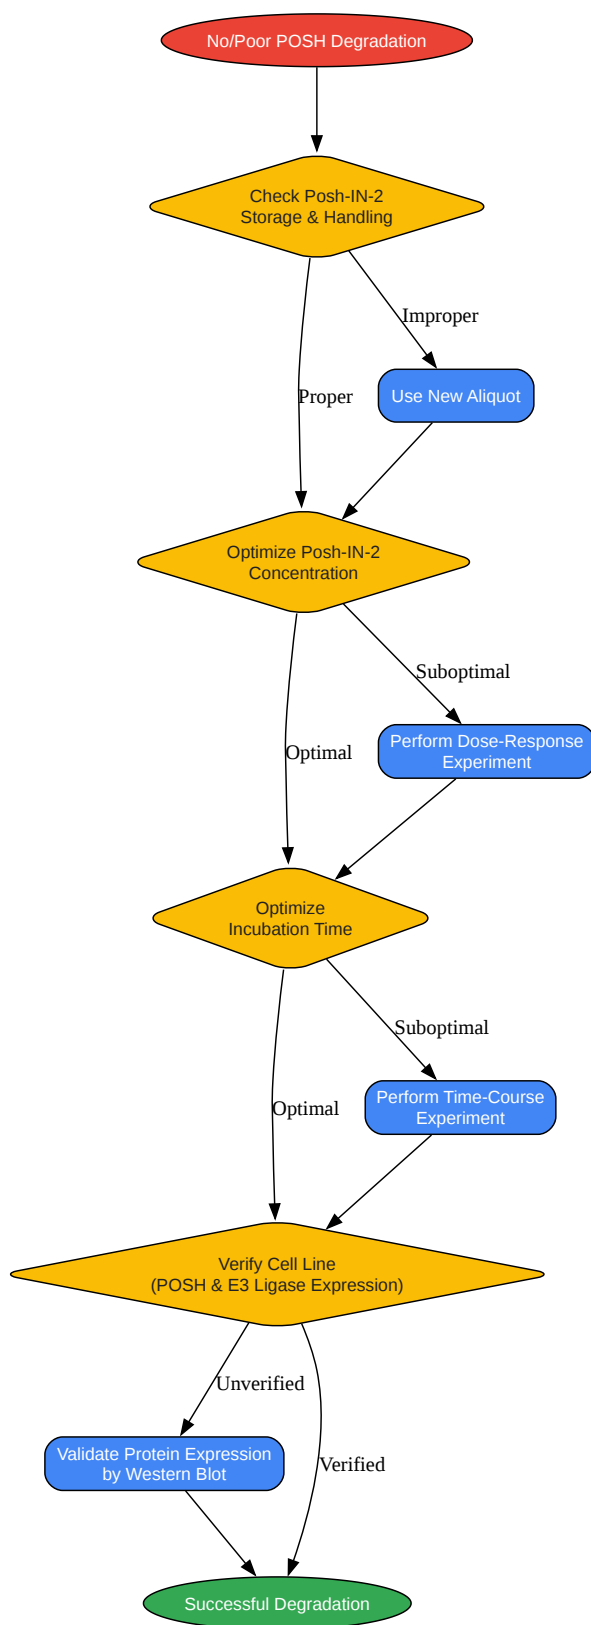 No/Poor POSH Degradation
Check Posh-IN-2
Storage & Handling
Improper
Proper
Use New Aliquot
Optimize Posh-IN-2
Concentration
Suboptimal
Optimal
Perform Dose-Response
Experiment
Optimize
Incubation Time
Suboptimal
Optimal
Perform Time-Course
Experiment
Verify Cell Line
(POSH & E3 Ligase Expression)
Unverified
Verified
Validate Protein Expression
by Western Blot
Successful Degradation